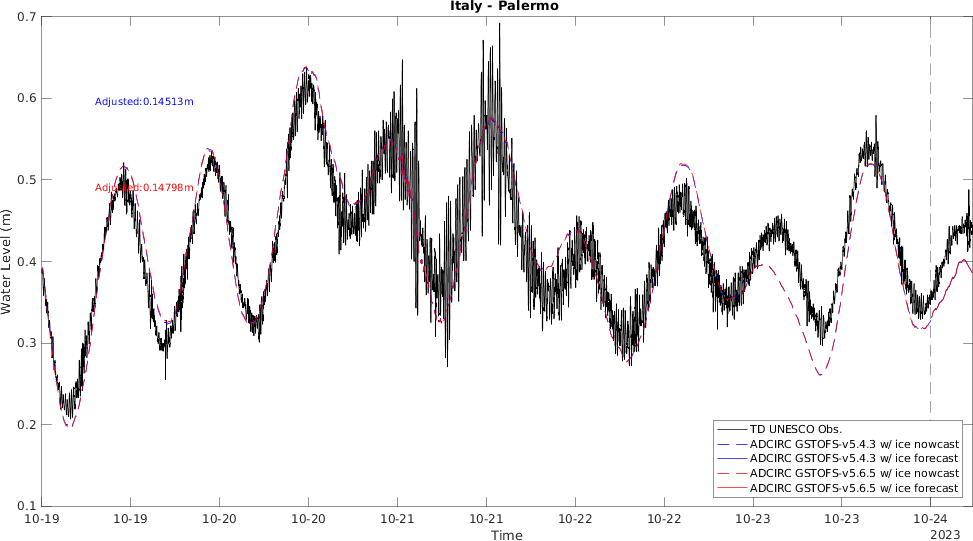 Italy - Palermo
0.7
0.6
0.5
0.4
0.3
0.2
0.1
Water Level (m)
Adjusted:0.14513m
Adjusted:0.14798m
TD UNESCO Obs.
ADCIRC GSTOFS-v5.4.3 w/ ice nowcast
ADCIRC GSTOFS-v5.4.3 w/ ice forecast
ADCIRC GSTOFS-v5.6.5 w/ ice nowcast
ADCIRC GSTOFS-v5.6.5 w/ ice forecast
10-19 10-19 10-20 10-20 10-21 10-21 10-22 10-22 10-23 10-23 10-24
2023
Time